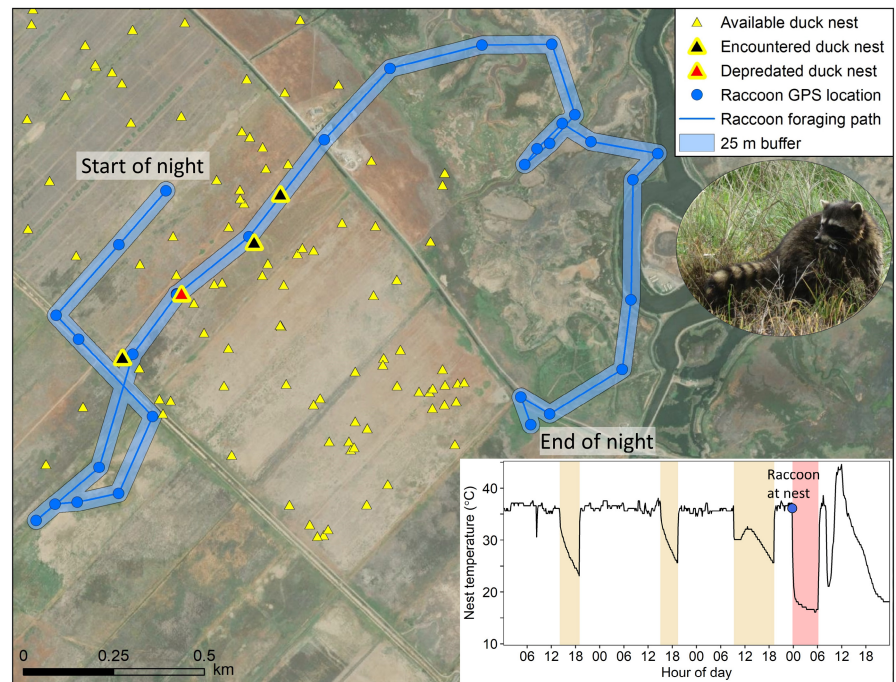 Available duck nest
Encountered duck nest
Depredated duck nest
Raccoon GPS location
Raccoon foraging path
25 m buffer
Start of night
End of night
0 0.25 0.5
km
Raccoon
at nest
Nest temperature (°C)
40
30
20
10
06 12 18 00 06 12 18 00 06 12 18 00 06 12 18
Hour of day